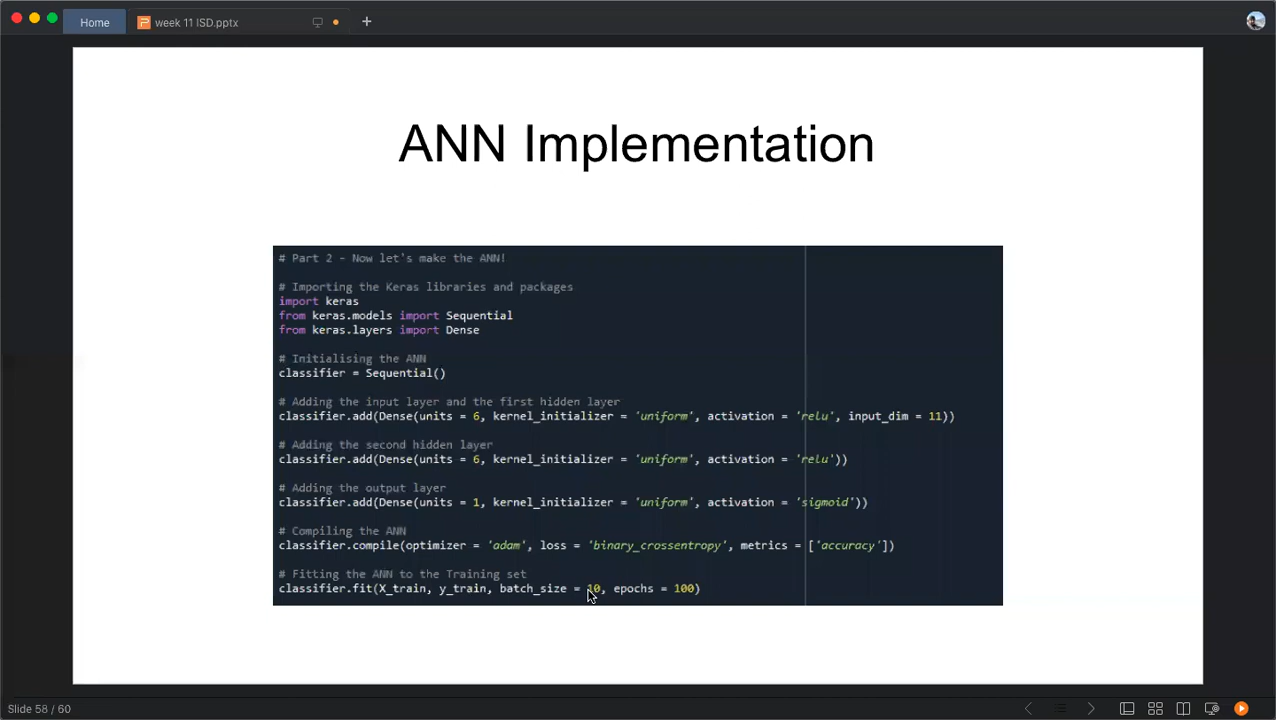 Home
week 11 ISD.pptx
ANN Implementation
# Part 2 - Now let's make the ANN!
# Importing the Keras libraries and packages
import keras
from keras.models import Sequential
from keras.layers import Dense
# Initialising the ANN
classifier = Sequential()
# Adding the input layer and the first hidden layer
classifier.add(Dense(units = 6, kernel_initializer = 'uniform', activation = 'relu', input_dim = 11))
# Adding the second hidden layer
classifier.add(Dense(units = 6, kernel_initializer = 'uniform', activation = 'relu'))
# Adding the output layer
classifier.add(Dense(units = 1, kernel_initializer = 'uniform', activation = 'sigmoid'))
# Compiling the ANN
classifier.compile(optimizer = 'adam', loss = 'binary_crossentropy', metrics = ['accuracy'])
# Fitting the ANN to the Training set
classifier.fit(X_train, y_train, batch_size = 10, epochs = 100)
Slide 58 / 60